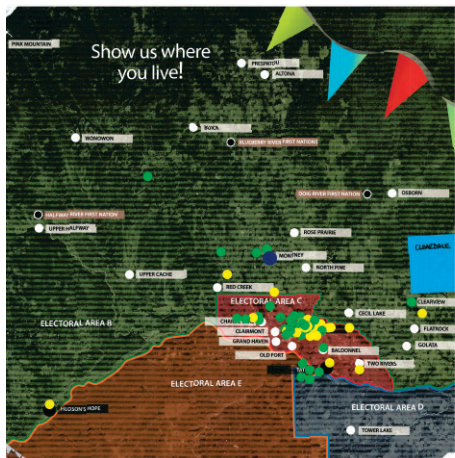 PINK MOUNTAIN
Show us where
you live!
PRESPATOU
ALTONA
BUICK
WONOWON
BLUEBERRY RIVER FIRST NATION
DOIG RIVER FIRST NATION
OSBORN
HALFWAY RIVER FIRST NATION
UPPER HALFWAY
ROSE PRAIRIE
CLEARDALE
MONTNEY
NORTH PINE
UPPER CACHE
RED CREEK
ELECTORAL AREA C
CLEARVIEW
CECIL LAKE
ELECTORAL AREA B
CLAIRMONT
FLATROCK
GRAND HAVEN
GOLATA
OLD FORT
BALDONNEL
TWO RIVERS
ELECTORAL AREA E
HUDSON'S HOPE
ELECTORAL AREA D
TOWER LAKE